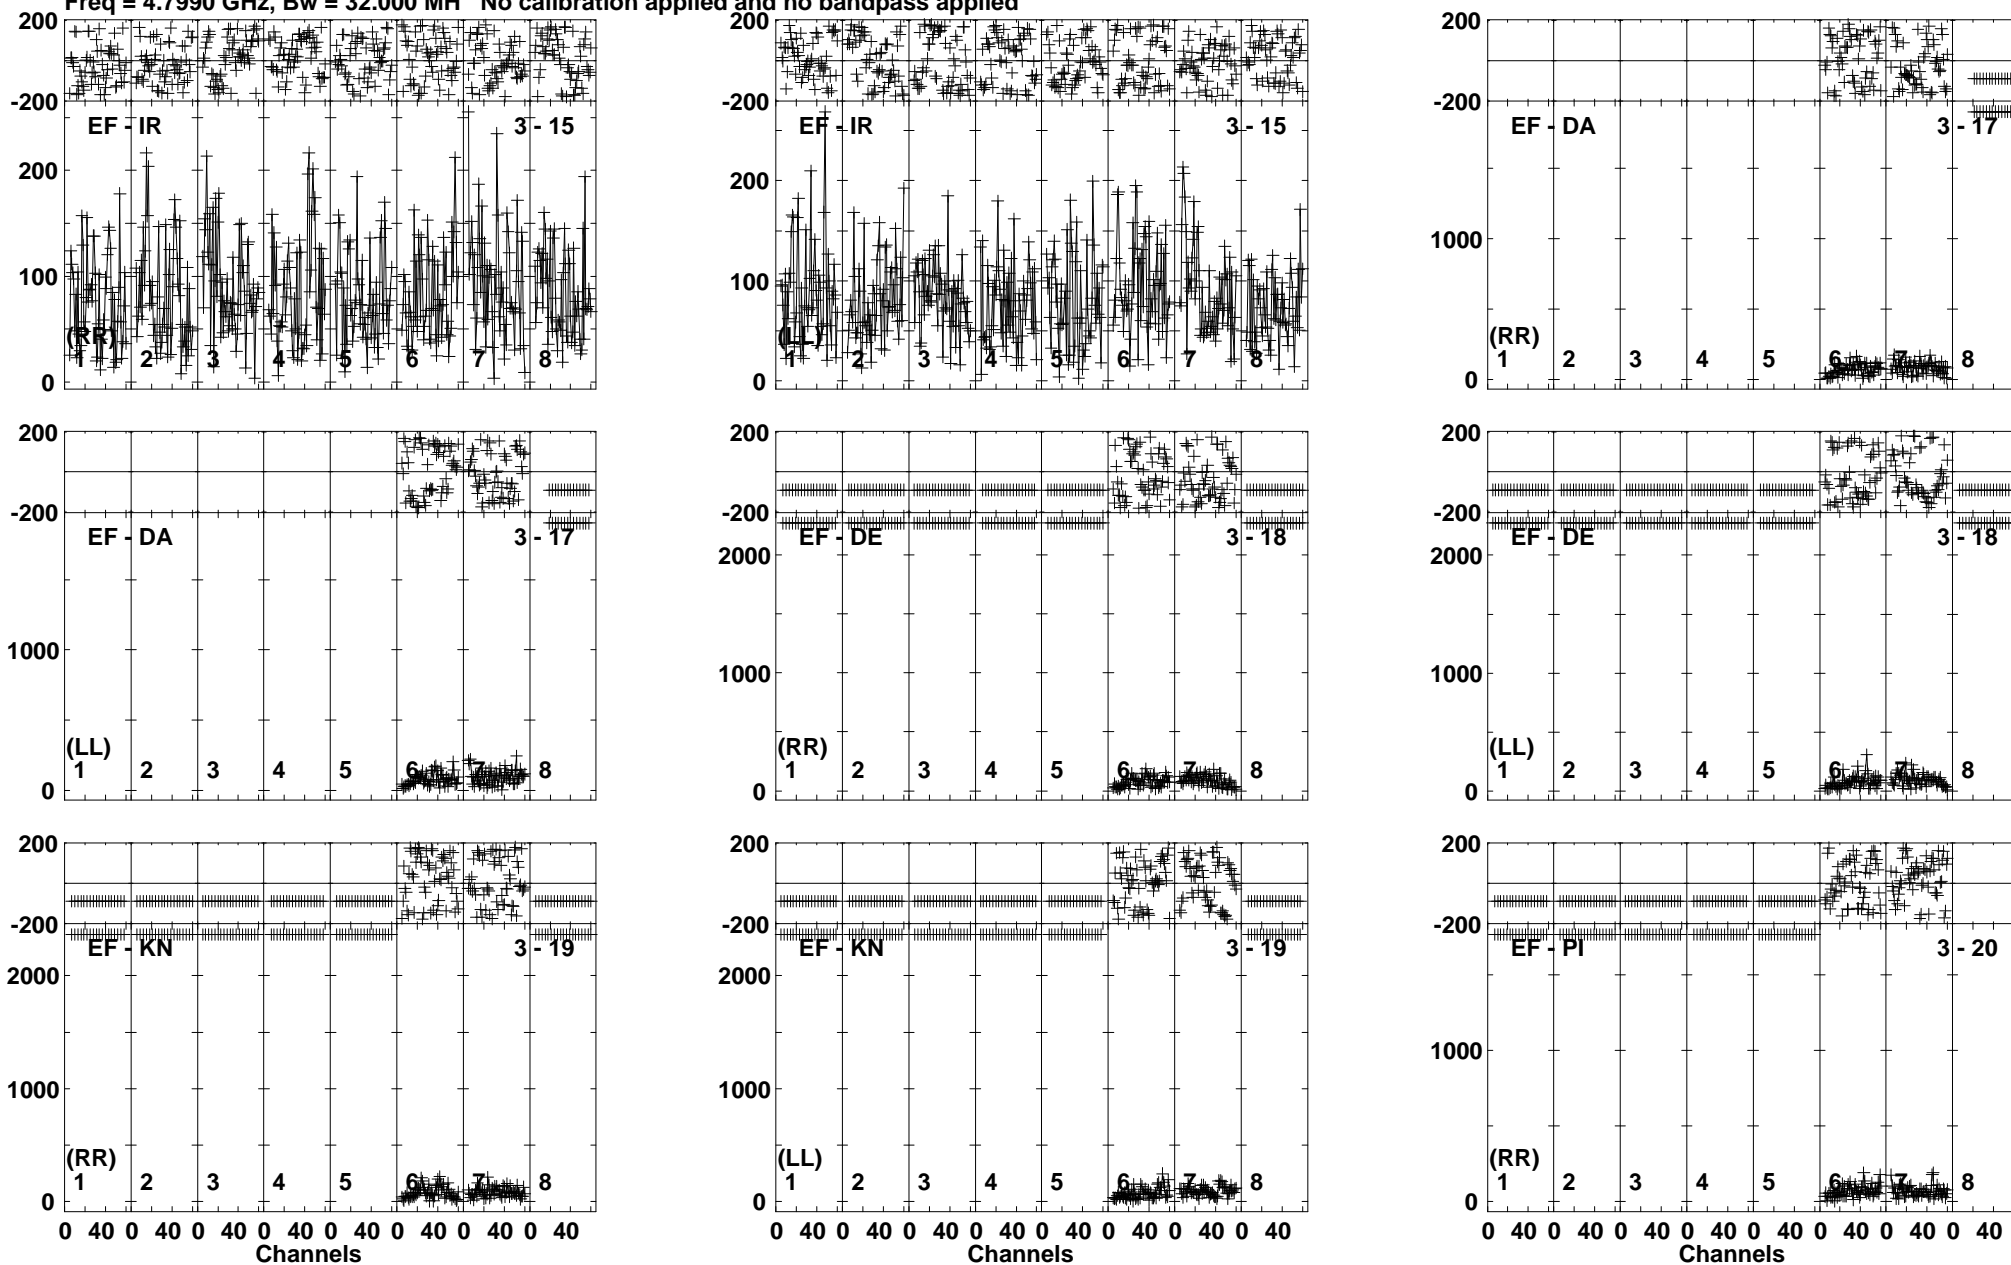 Freq = 4.7990 GHz, Bw = 32.000 MH No calibration applied and no bandpass applied
200
-200
EF - IR 3 - 15
200
100
0
(RR)
1 2 3 4 5 6 7 8
200
-200
EF - IR 3 - 15
200
100
0
(LL)
1 2 3 4 5 6 7 8
200
-200
EF - DA 3 - 17
1000
0
(RR)
1 2 3 4 5 6 7 8
200
-200
EF - DA 3 - 17
1000
0
(LL)
1 2 3 4 5 6 7 8
200
-200
EF - DE 3 - 18
2000
1000
0
(RR)
1 2 3 4 5 6 7 8
200
-200
EF - DE 3 - 18
2000
1000
0
(LL)
1 2 3 4 5 6 7 8
200
-200
EF - KN 3 - 19
2000
1000
0
(RR)
1 2 3 4 5 6 7 8
0 40 0 40 0 40 0 40 0 40 0 40 0 40 0 40
Channels
200
-200
EF - KN 3 - 19
2000
1000
0
(LL)
1 2 3 4 5 6 7 8
0 40 0 40 0 40 0 40 0 40 0 40 0 40 0 40
Channels
200
-200
EF - PI 3 - 20
1000
0
(RR)
1 2 3 4 5 6 7 8
0 40 0 40 0 40 0 40 0 40 0 40 0 40 0 40
Channels